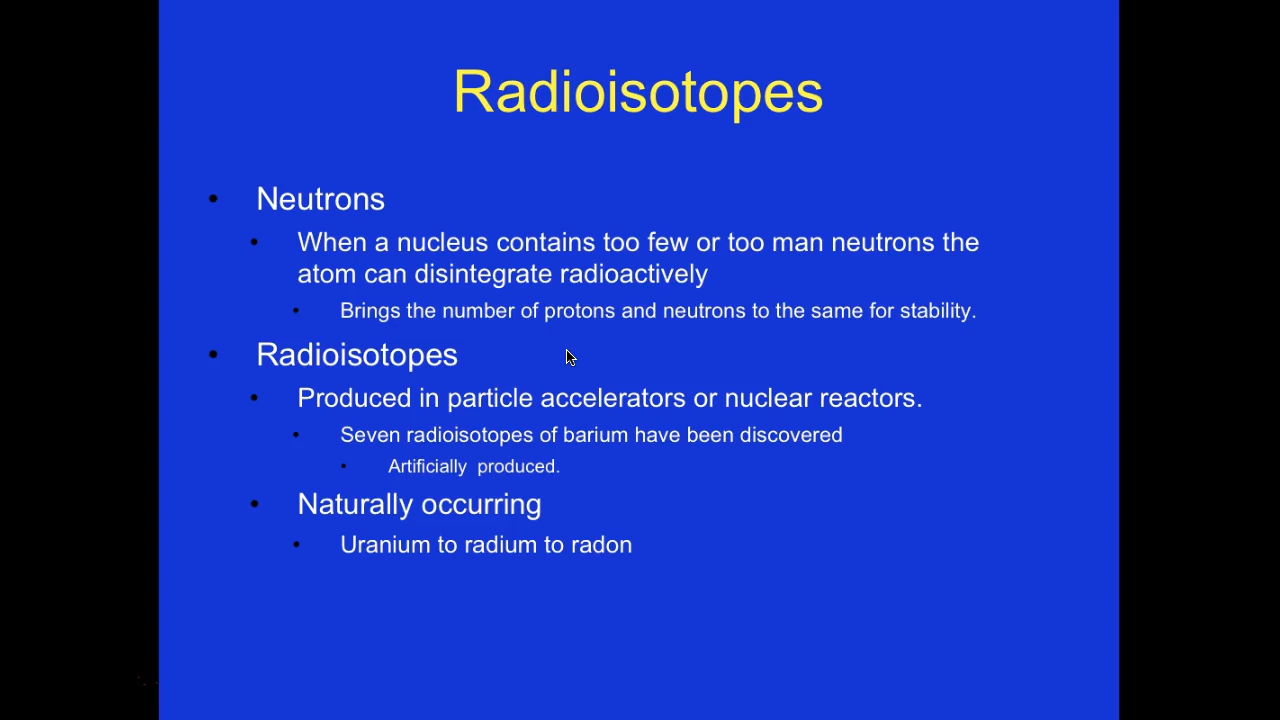 Radioisotopes
• Neutrons
• When a nucleus contains too few or too man neutrons the
atom can disintegrate radioactively
• Brings the number of protons and neutrons to the same for stability.
• Radioisotopes
• Produced in particle accelerators or nuclear reactors.
• Seven radioisotopes of barium have been discovered
• Artificially produced.
• Naturally occurring
• Uranium to radium to radon